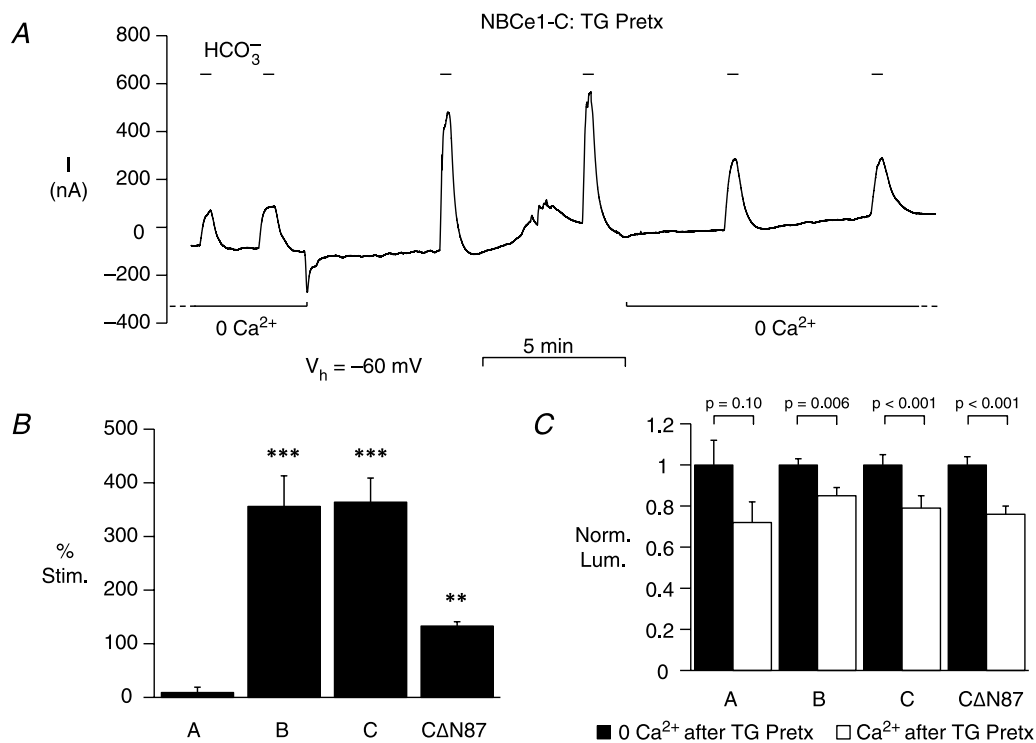 A
NBCe1-C: TG Pretx
HCO₃⁻
800
600
400
200
0
−200
−400
I
(nA)
0 Ca²⁺
0 Ca²⁺
5 min
Vₕ = −60 mV
B
500
400
300
200
100
0
%
Stim.
***
***
**
A B C CΔN87
C
p = 0.10 p = 0.006 p < 0.001 p < 0.001
1.2
1
0.8
0.6
0.4
0.2
0
Norm.
Lum.
A B C CΔN87
0 Ca²⁺ after TG Pretx Ca²⁺ after TG Pretx